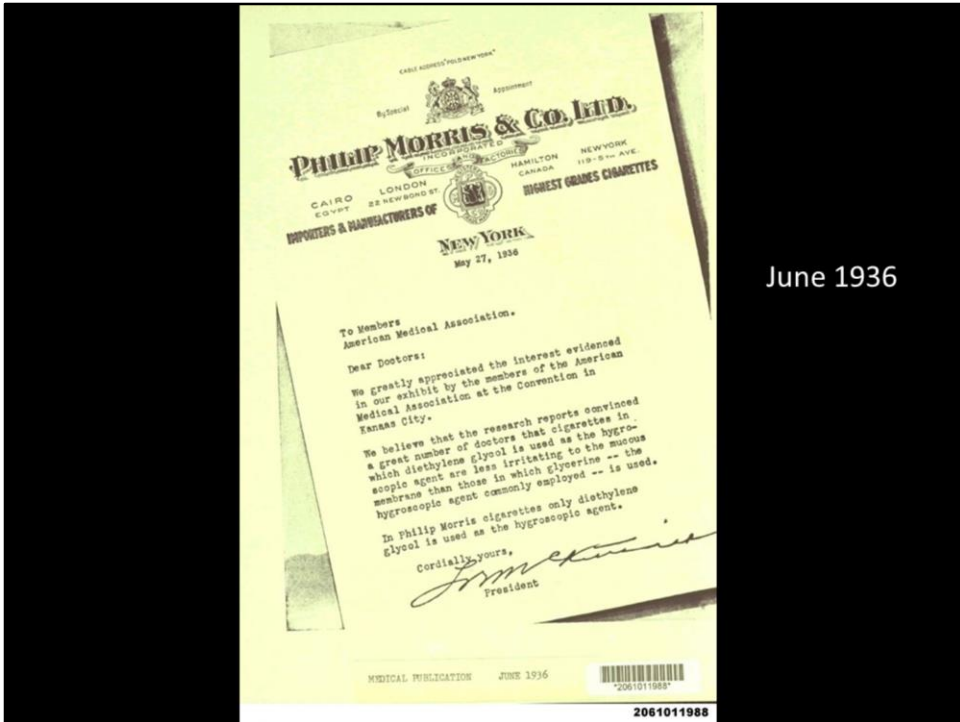 CABLE ADDRESS "POLDNEWYORK"
By Special Appointment
PHILIP MORRIS & CO. LTD.
INCORPORATED
OFFICES AND FACTORIES
CAIRO
EGYPT
LONDON
22 NEW BOND ST.
HAMILTON
CANADA
NEW YORK
119-5TH AVE.
IMPORTERS & MANUFACTURERS OF HIGHEST GRADES CIGARETTES
NEW YORK
May 27, 1936
June 1936
To Members
American Medical Association.
Dear Doctors:
We greatly appreciated the interest evidenced
in our exhibit by the members of the American
Medical Association at the Convention in
Kansas City.
We believe that the research reports convinced
a great number of doctors that cigarettes in
which diethylene glycol is used as the hygro-
scopic agent are less irritating to the mucous
membrane than those in which glycerine -- the
hygroscopic agent commonly employed -- is used.
In Philip Morris cigarettes only diethylene
glycol is used as the hygroscopic agent.
Cordially yours,
President
MEDICAL PUBLICATION JUNE 1936
*2061011988*
2061011988